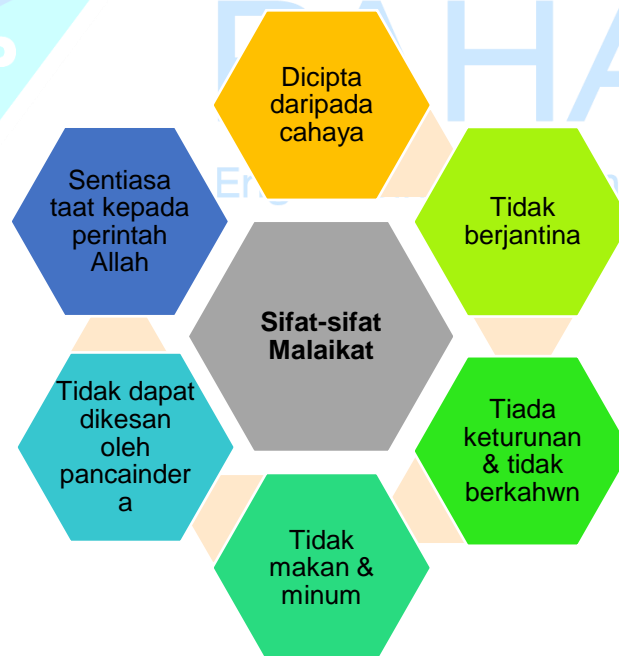 Dicipta
daripada
cahaya
Tidak
berjantina
Tiada
keturunan
& tidak
berkahwn
Tidak
makan &
minum
Tidak dapat
dikesan
oleh
pancainder
a
Sentiasa
taat kepada
perintah
Allah
Sifat-sifat
Malaikat